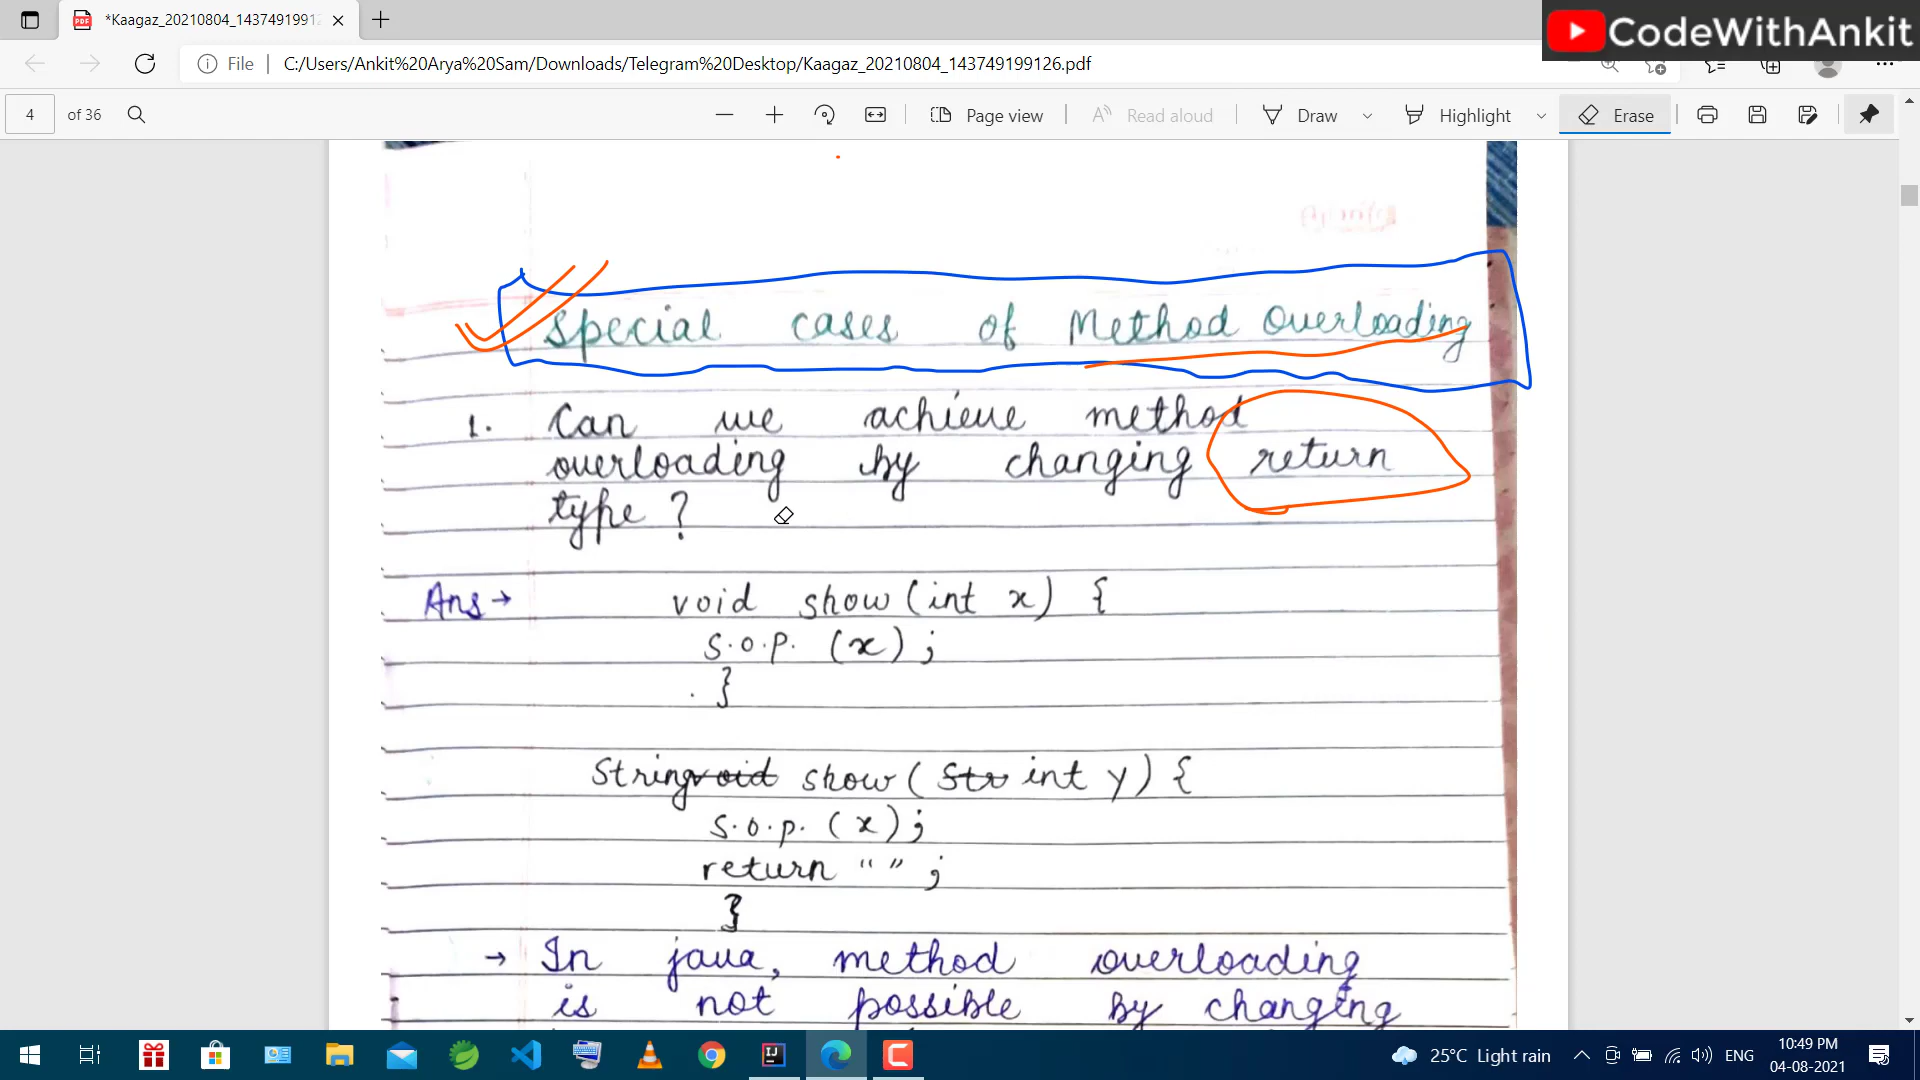 *Kaagaz_20210804_1437491991
CodeWithAnkit
File
C:/Users/Ankit%20Arya%20Sam/Downloads/Telegram%20Desktop/Kaagaz_20210804_143749199126.pdf
4 of 36
Page view
Read aloud
Draw
Highlight
Erase
Special cases of Method Overloading
1. Can we achieve method
overloading by changing return
type ?
Ans → void show (int x) {
S.O.P. (x) ;
}
String void show ( Str int y) {
S.O.P. (x) ;
return “ ” ;
}
→ In java, method overloading
is not possible by changing
25°C Light rain
ENG
10:49 PM
04-08-2021